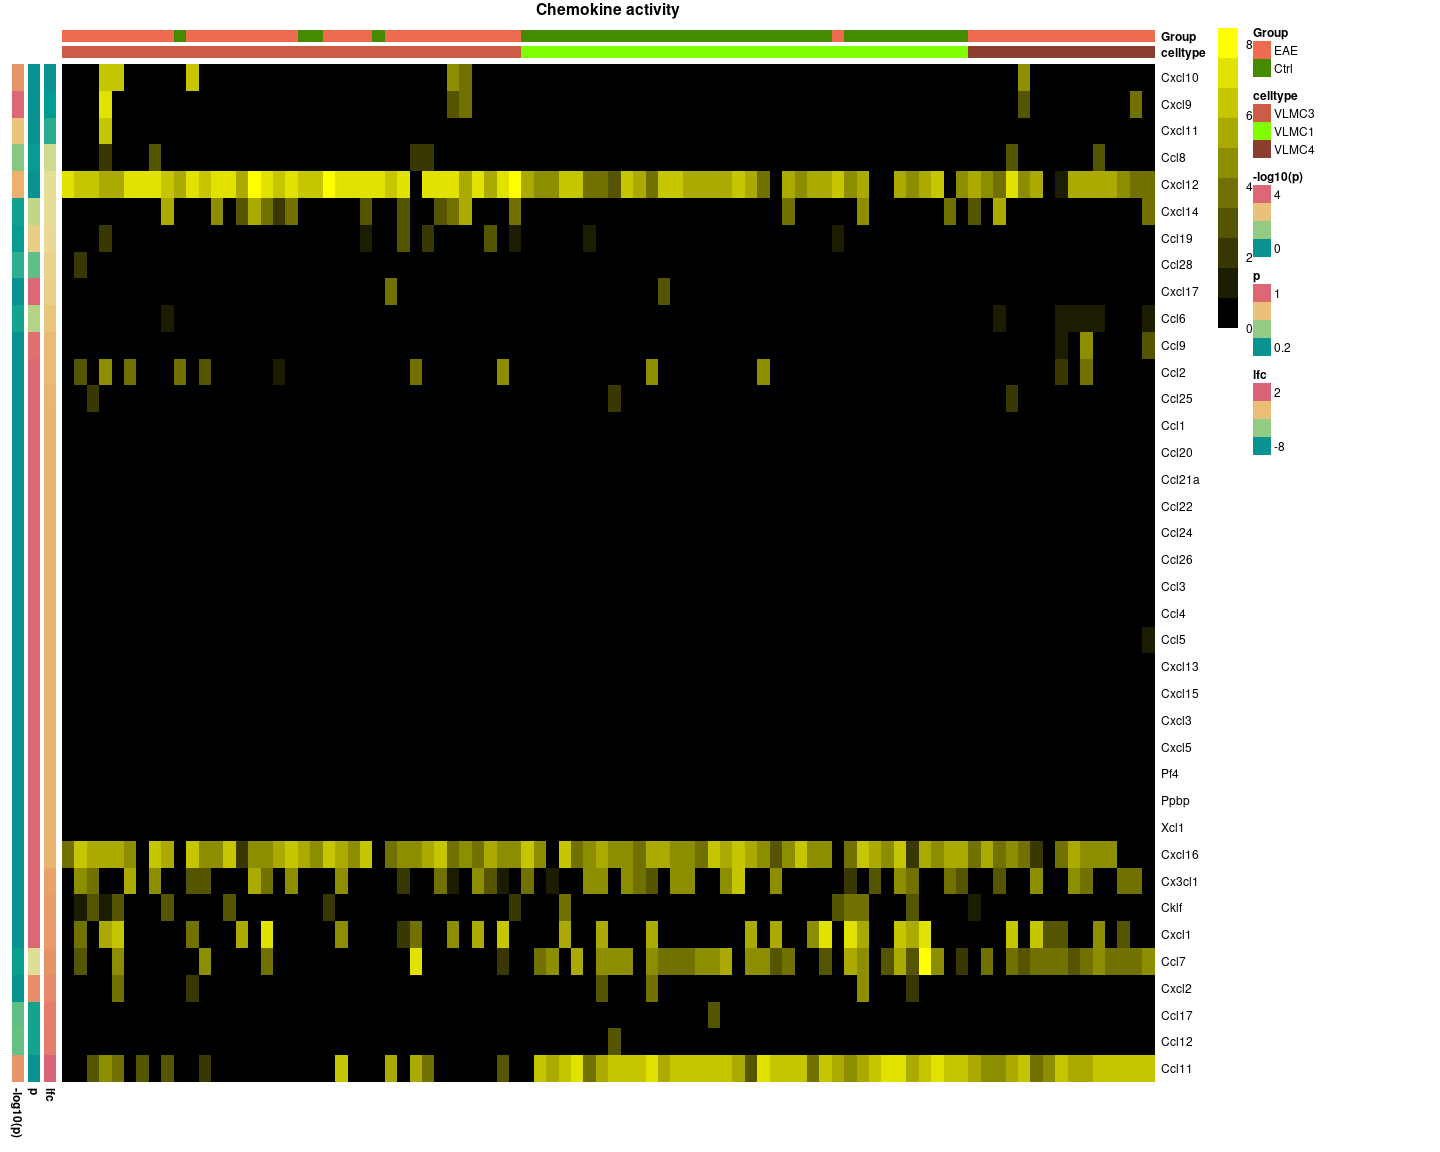 Chemokine activity
Group
celltype
Cxcl10
Cxcl9
Cxcl11
Ccl8
Cxcl12
Cxcl14
Ccl19
Ccl28
Cxcl17
Ccl6
Ccl9
Ccl2
Ccl25
Ccl1
Ccl20
Ccl21a
Ccl22
Ccl24
Ccl26
Ccl3
Ccl4
Ccl5
Cxcl13
Cxcl15
Cxcl3
Cxcl5
Pf4
Ppbp
Xcl1
Cxcl16
Cx3cl1
Cklf
Cxcl1
Ccl7
Cxcl2
Ccl17
Ccl12
Ccl11
8
6
4
2
0
Group
EAE
Ctrl
celltype
VLMC3
VLMC1
VLMC4
-log10(p)
4
0
p
1
0.2
lfc
2
-8
-log10(p)
p
lfc